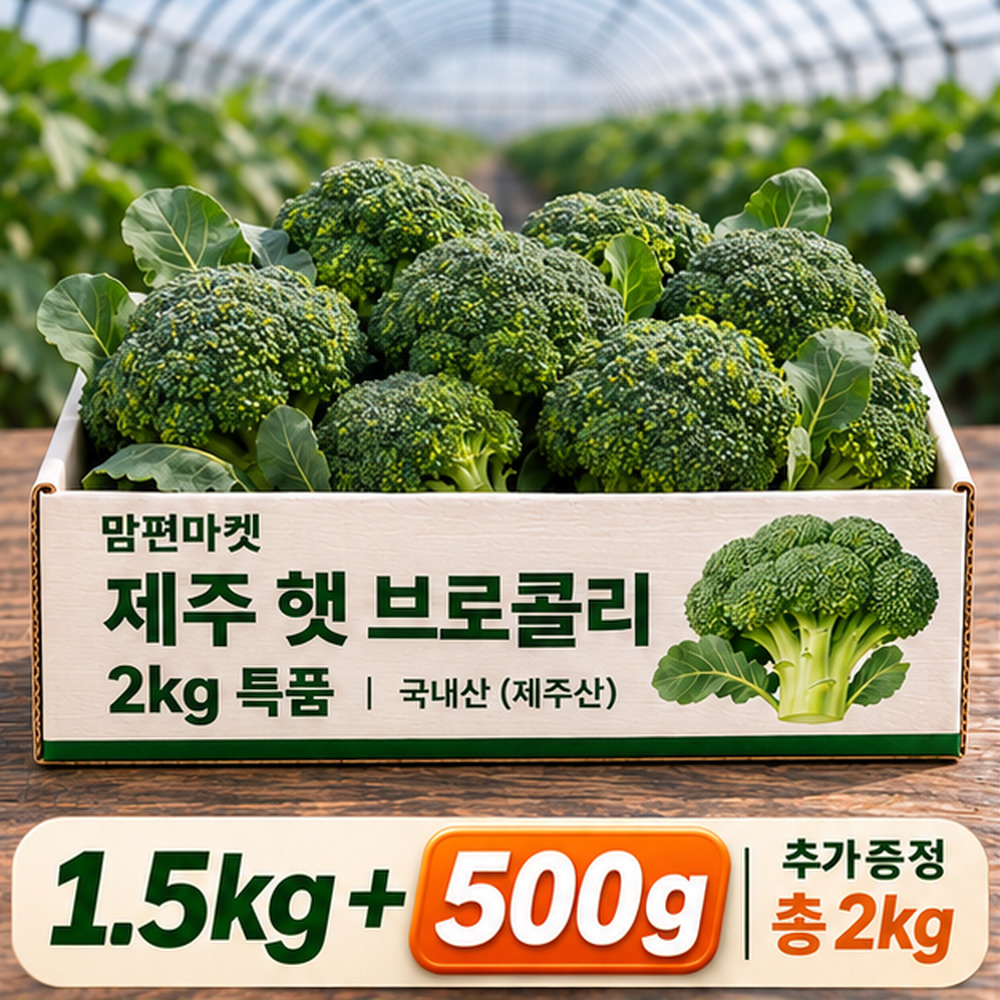 맘편마켓
제주 햇 브로콜리
2kg 특품 | 국내산 (제주산)
1.5kg + 500g
추가증정
총 2kg